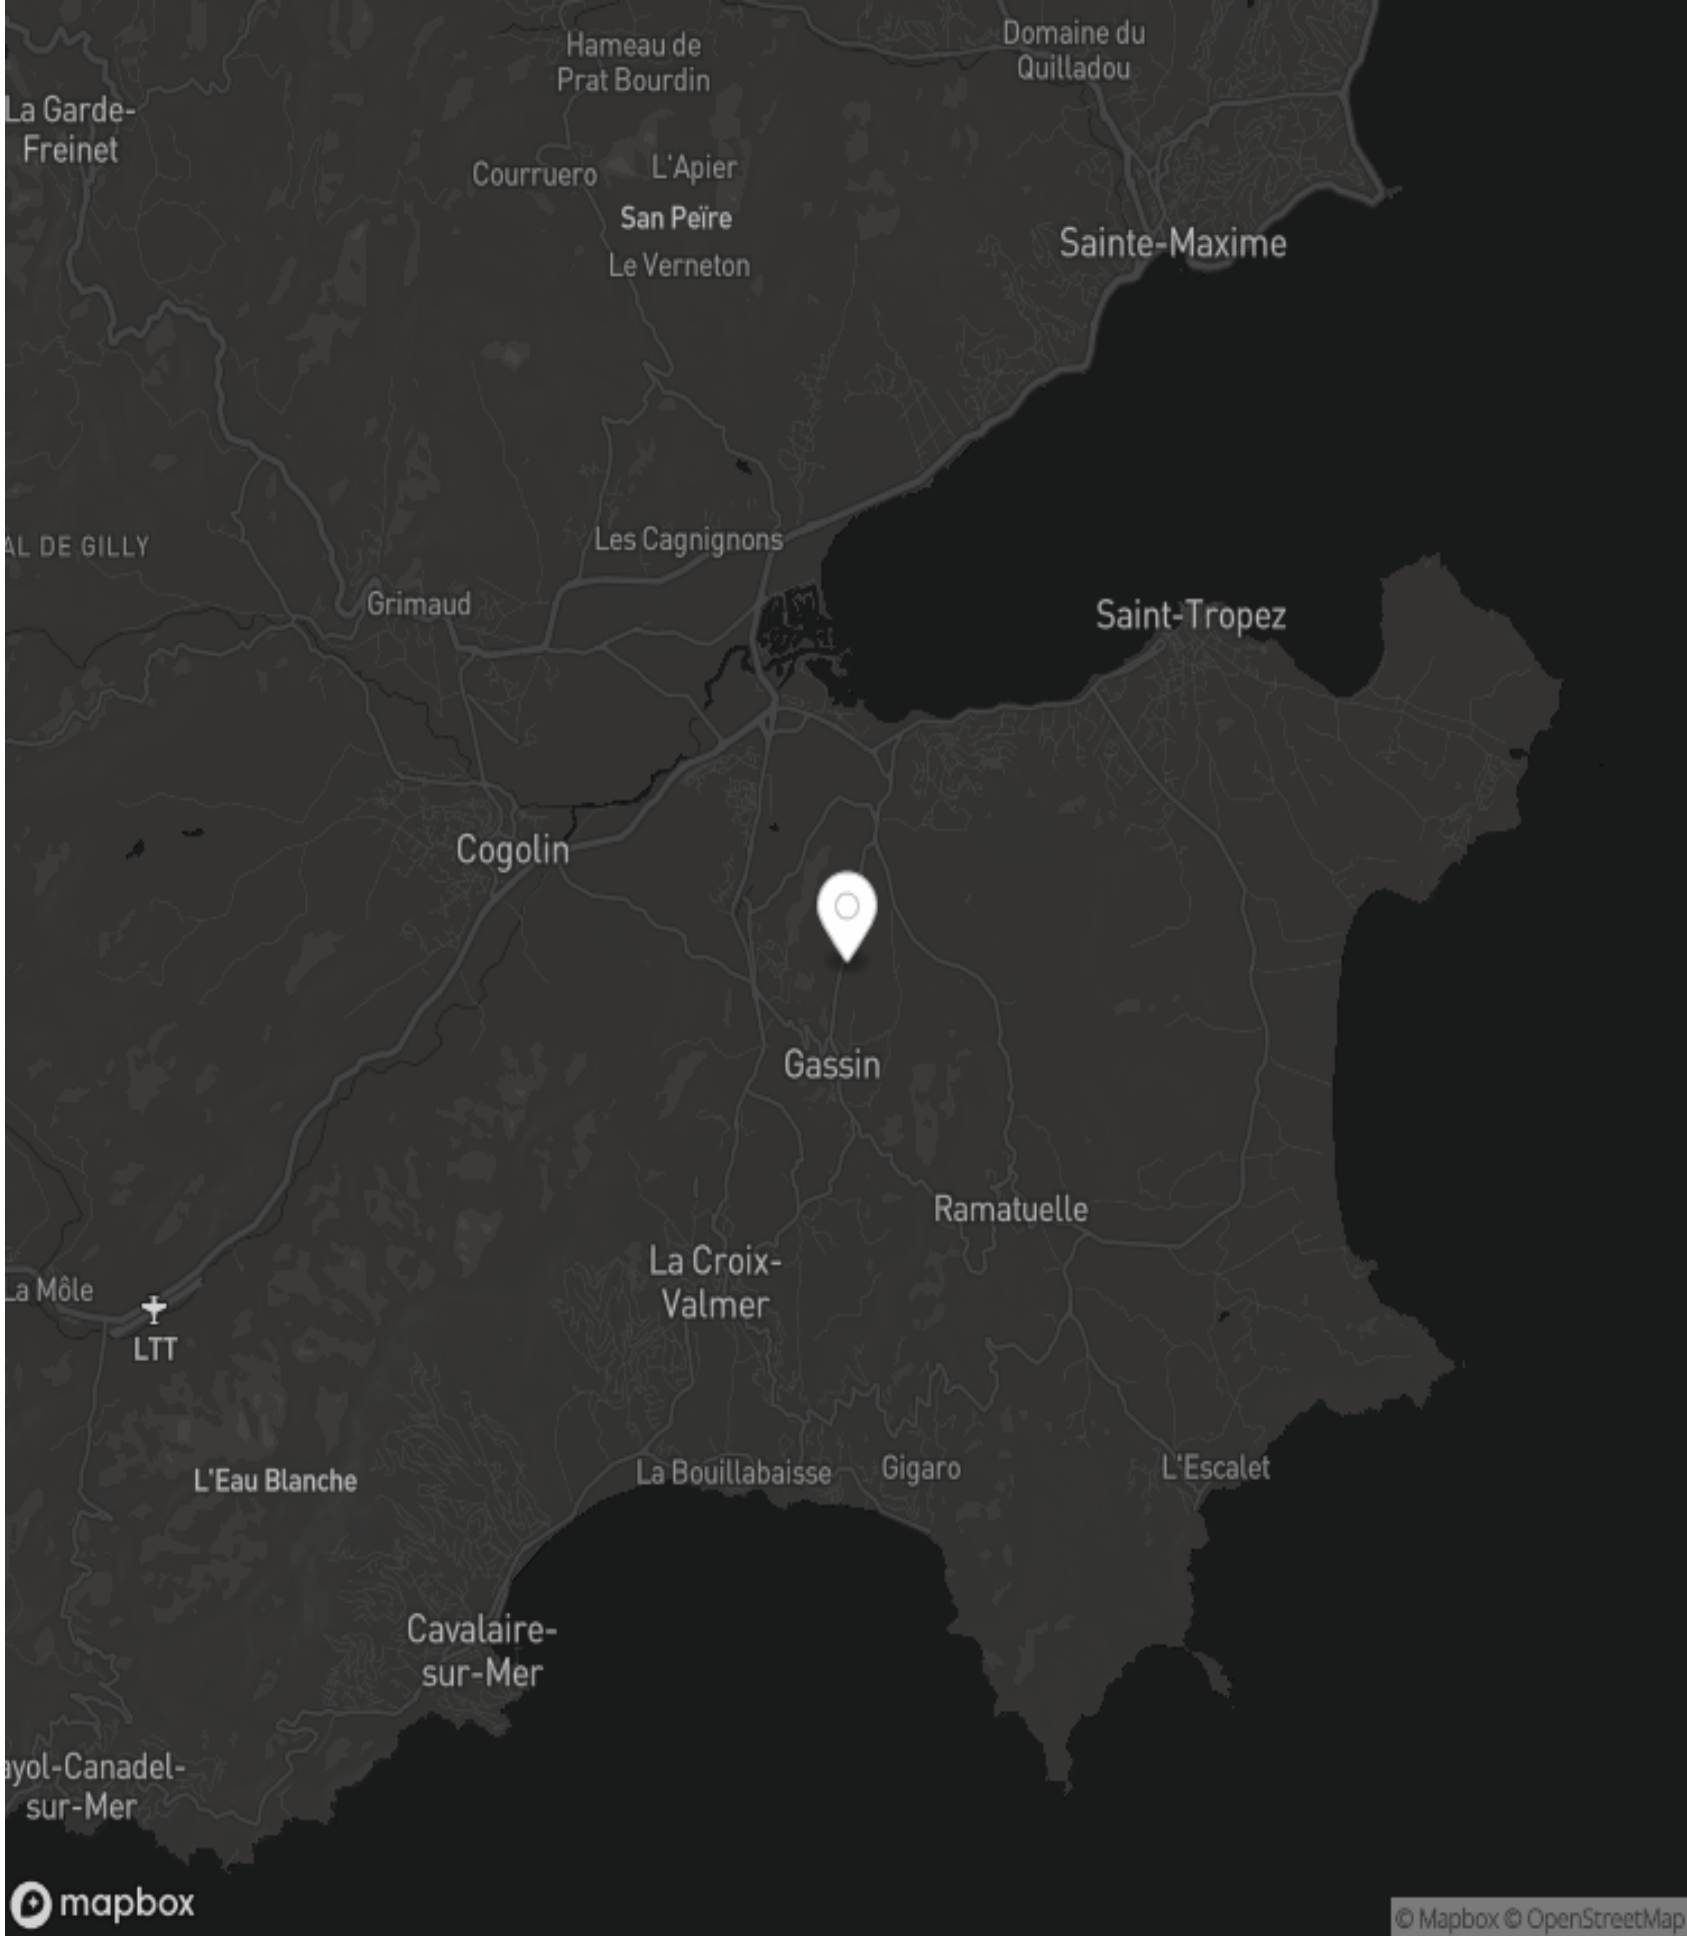 Hameau de
Prat Bourdin
Domaine du
Quilladou
La Garde-
Freinet
Courruero
L'Apier
San Peïre
Le Verneton
Sainte-Maxime
AL DE GILLY
Les Cagnignons
Grimaud
Saint-Tropez
Cogolin
Gassin
Ramatuelle
La Croix-
Valmer
La Môle
LTT
L'Eau Blanche
La Bouillabaisse
Gigaro
L'Escalet
Cavalaire-
sur-Mer
ayol-Canadel-
sur-Mer
mapbox
© Mapbox © OpenStreetMap